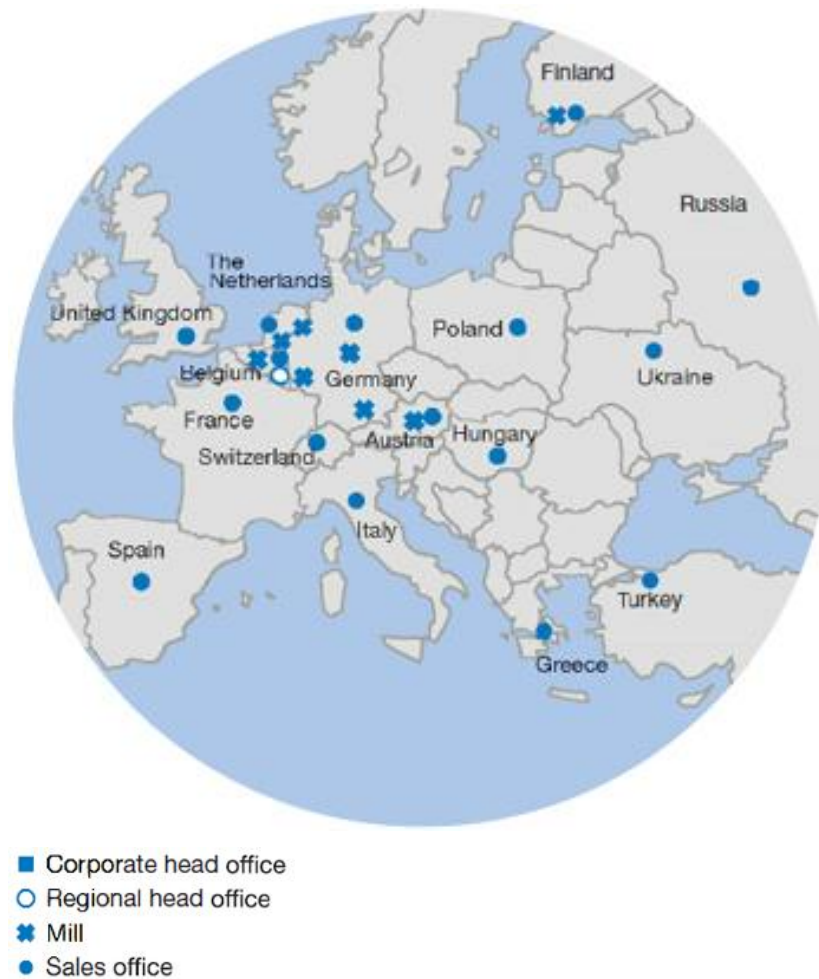 Finland
Russia
The
Netherlands
United Kingdom
Poland
Ukraine
Belgium
Germany
France
Austria
Hungary
Switzerland
Italy
Spain
Turkey
Greece
Corporate head office
Regional head office
Mill
Sales office